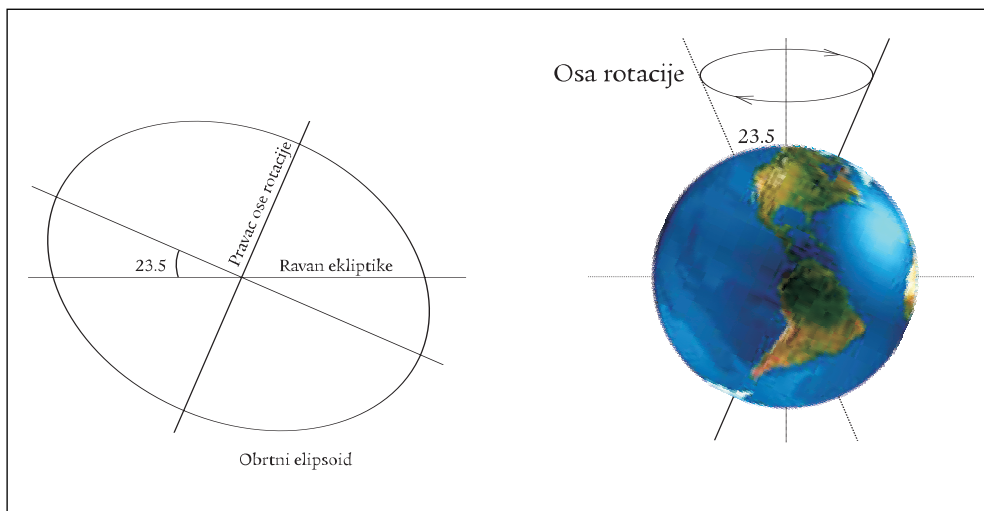 Pravac ose rotacije
23.5
Ravan ekliptike
Obrtni elipsoid
Osa rotacije
23.5